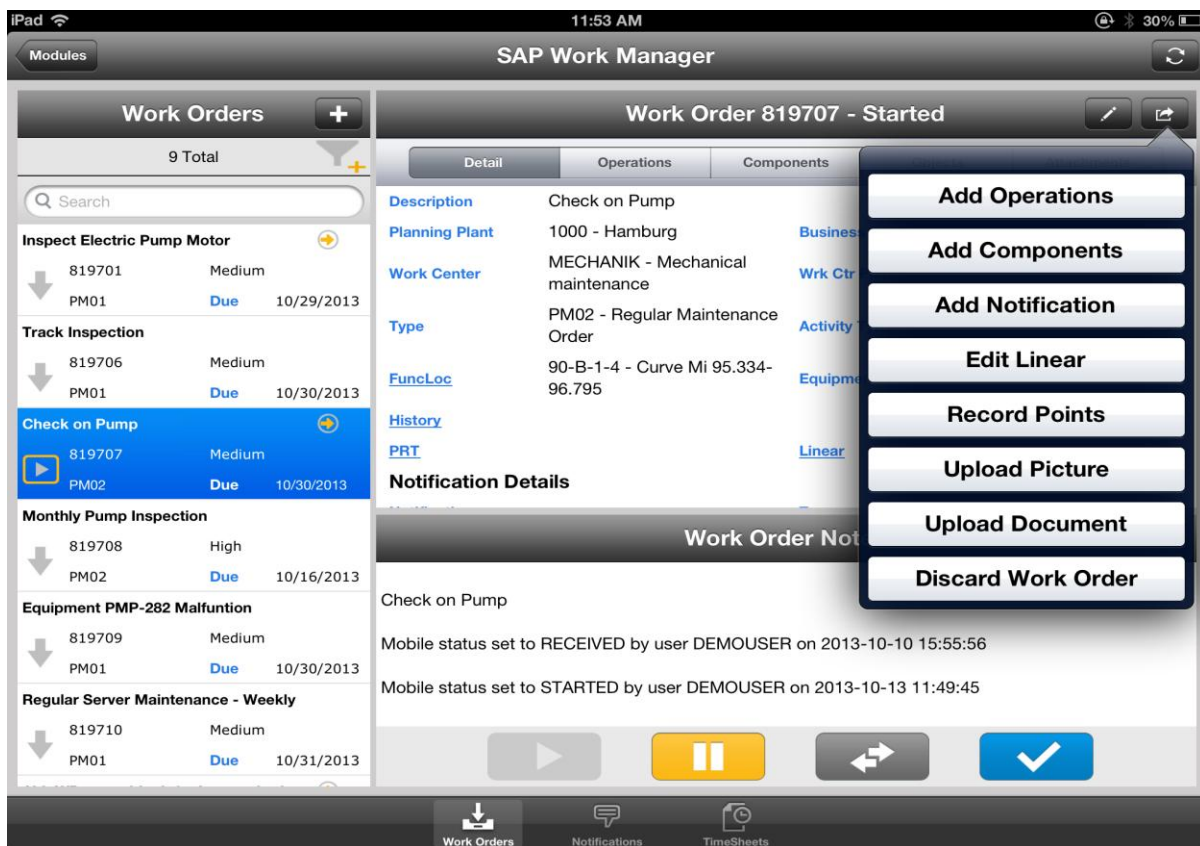 iPad 11:53 AM 30%
Modules SAP Work Manager
Work Orders +
9 Total
Search
Inspect Electric Pump Motor
819701 Medium
PM01 Due 10/29/2013
Track Inspection
819706 Medium
PM01 Due 10/30/2013
Check on Pump
819707 Medium
PM02 Due 10/30/2013
Monthly Pump Inspection
819708 High
PM02 Due 10/16/2013
Equipment PMP-282 Malfuntion
819709 Medium
PM01 Due 10/30/2013
Regular Server Maintenance - Weekly
819710 Medium
PM01 Due 10/31/2013
Work Order 819707 - Started
Detail Operations Components
Description Check on Pump
Planning Plant 1000 - Hamburg Busines
Work Center MECHANIK - Mechanical
maintenance Wrk Ctr
Type PM02 - Regular Maintenance
Order Activity
FuncLoc 90-B-1-4 - Curve Mi 95.334-
96.795 Equipme
History
PRT Linear
Notification Details
Work Order Not
Check on Pump
Mobile status set to RECEIVED by user DEMOUSER on 2013-10-10 15:55:56
Mobile status set to STARTED by user DEMOUSER on 2013-10-13 11:49:45
Add Operations
Add Components
Add Notification
Edit Linear
Record Points
Upload Picture
Upload Document
Discard Work Order
Work Orders Notifications TimeSheets